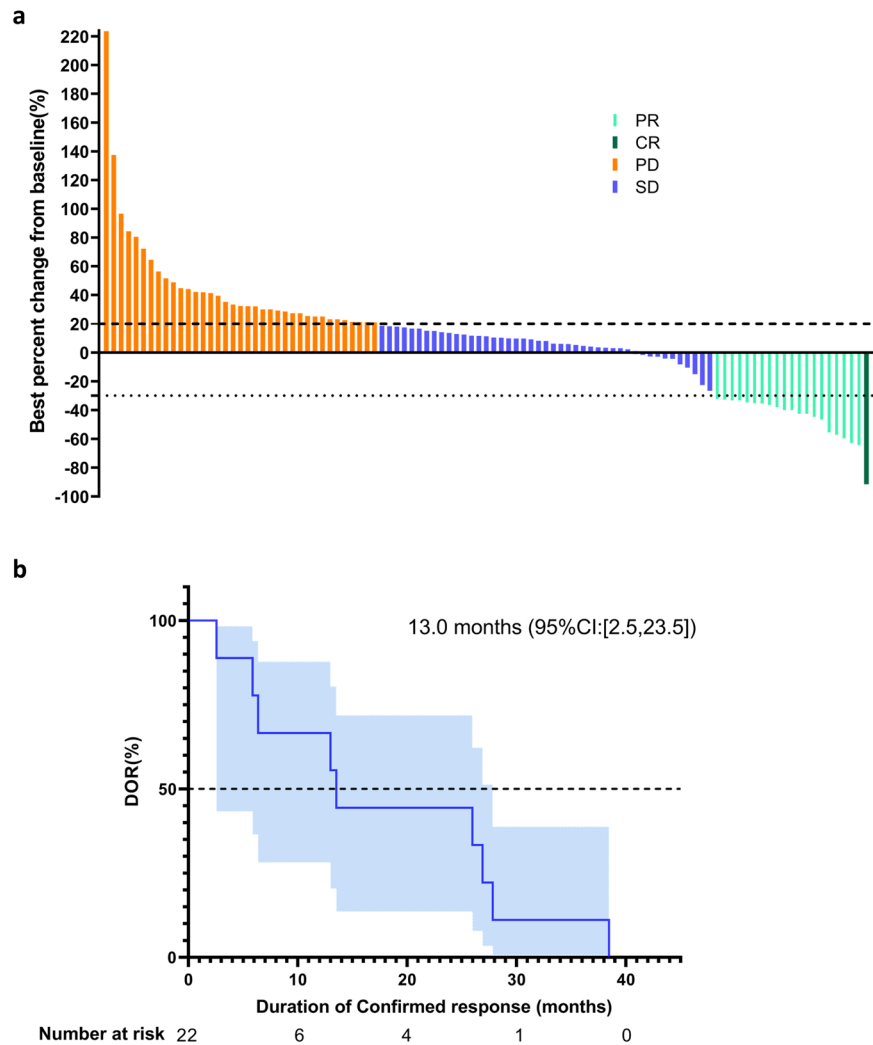 a
Best percent change from baseline(%)
220
200
180
160
140
120
100
80
60
40
20
0
-20
-40
-60
-80
-100
PR
CR
PD
SD
b
13.0 months (95%CI:[2.5,23.5])
DOR(%)
100
50
0
0 10 20 30 40
Duration of Confirmed response (months)
Number at risk 22 6 4 1 0